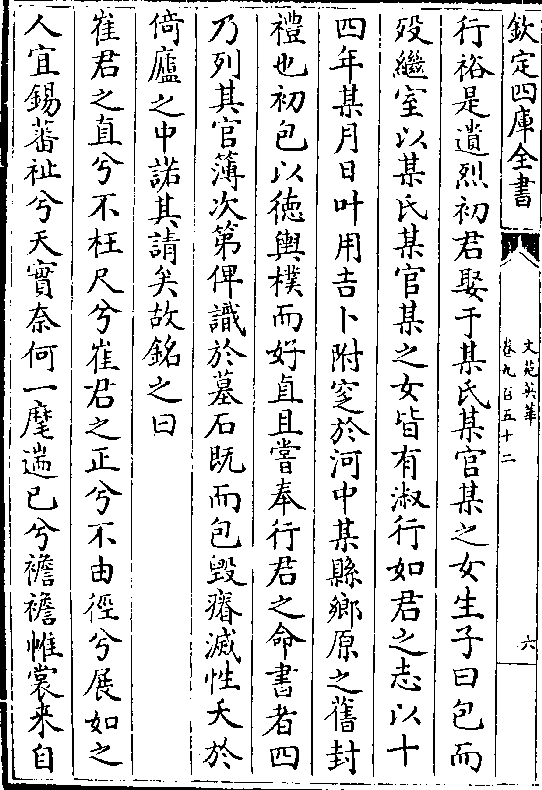 欽定四庫全書
文苑英華
卷九百五十二
六
行裕是遺烈初君娶于某氏某官某之女生子曰包而
歿繼室以某氏某官某之女皆有淑行如君之志以十
四年某月日叶用吉卜附窆於河中某縣鄉原之舊封
禮也初包以徳輿樸而好直且嘗奉行君之命書者四
乃列其官簿次第俾識於墓石既而包毀瘠滅性夭於
倚廬之中諾其請矣故銘之曰
崔君之直兮不枉尺兮崔君之正兮不由徑兮展如之
人宜錫蕃祉兮天實奈何一麾遄已兮襜襜帷裳来自